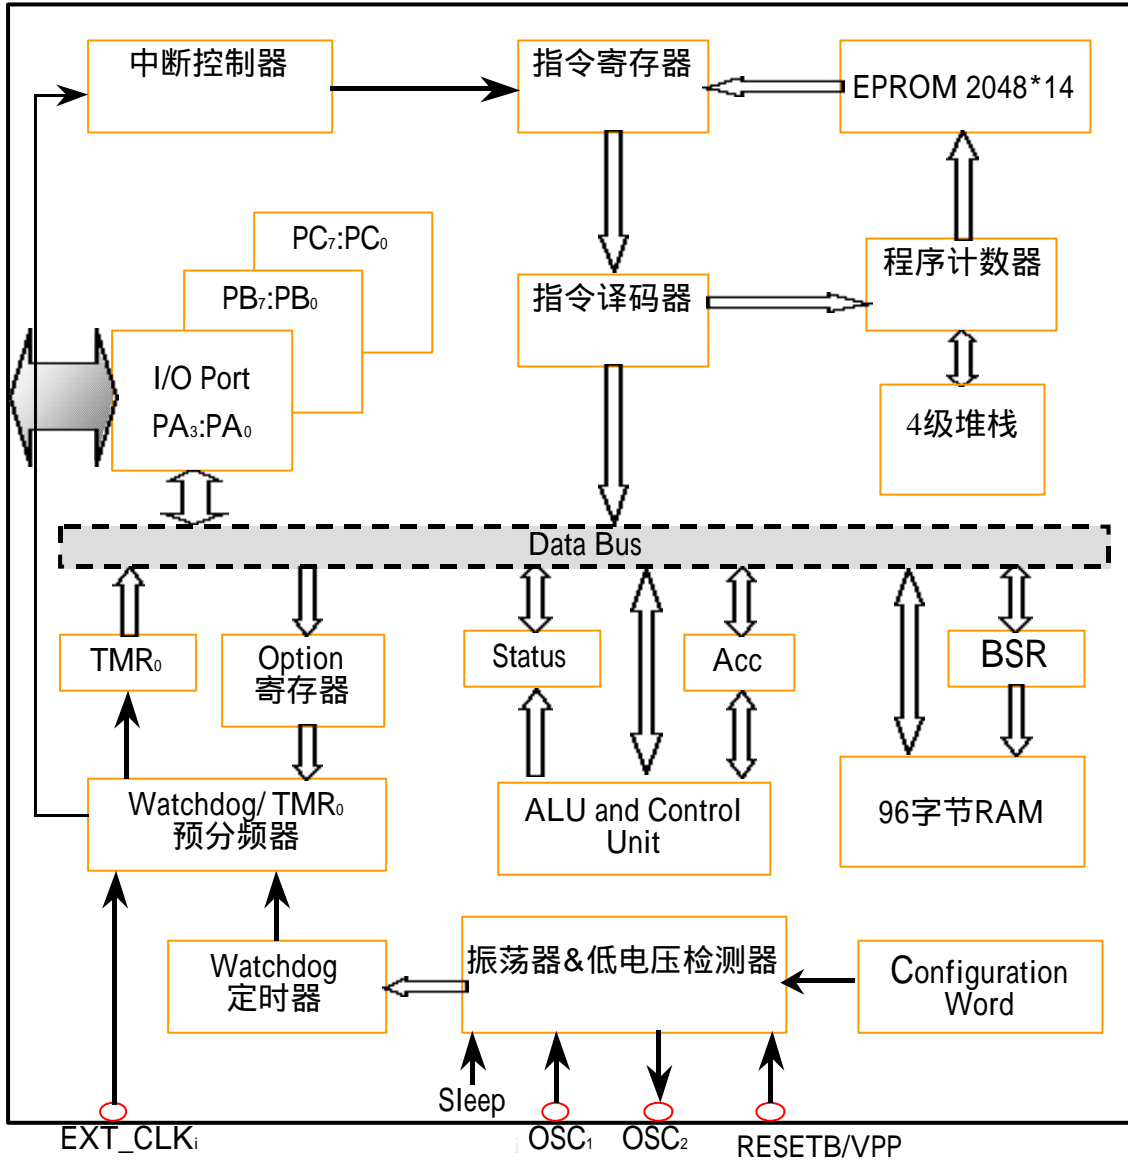 中断控制器
指令寄存器
EPROM 2048*14
PC₇:PC₀
PB₇:PB₀
I/O Port
PA₃:PA₀
指令译码器
程序计数器
4级堆栈
Data Bus
TMR₀
Option
寄存器
Status
Acc
BSR
Watchdog/ TMR₀
预分频器
ALU and Control
Unit
96字节RAM
Watchdog
定时器
振荡器&低电压检测器
Configuration
Word
Sleep
EXT_CLKᵢ
i OSC₁
OSC₂
RESETB/VPP